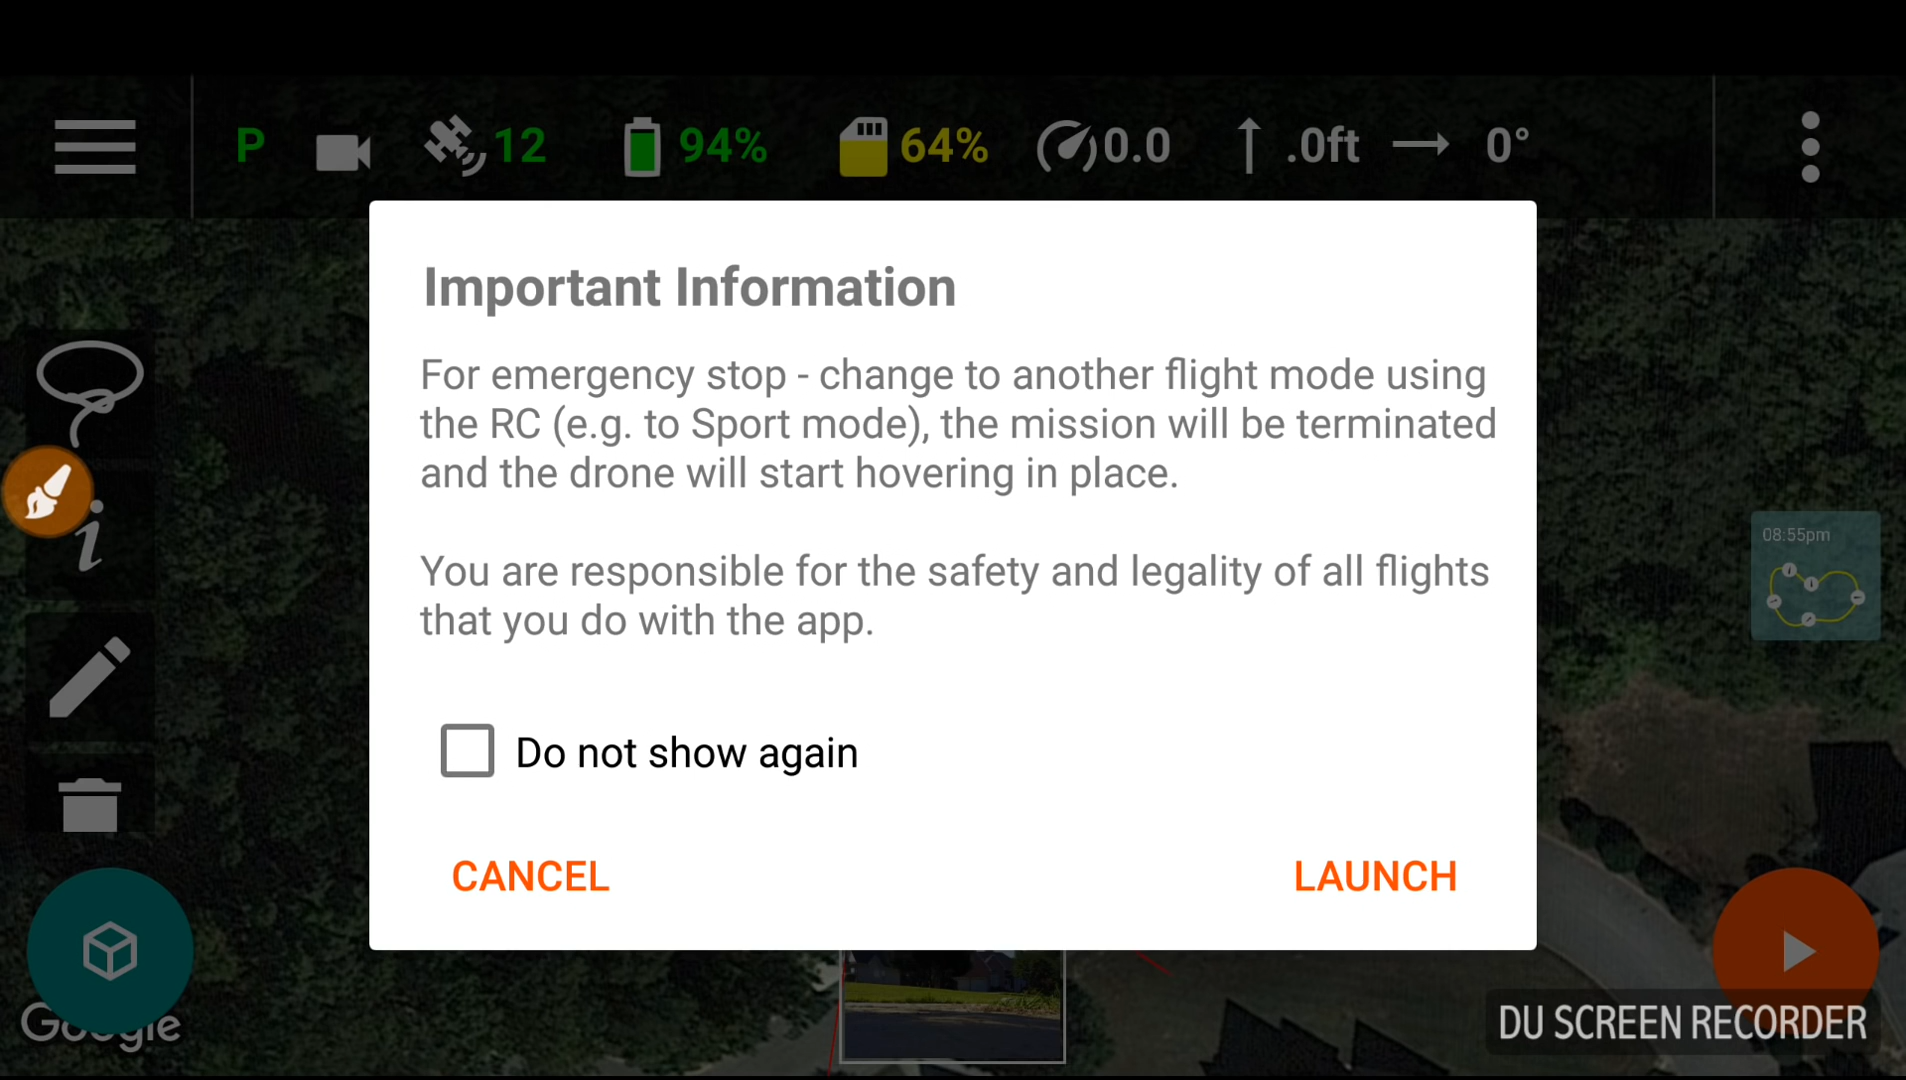 P 12 94% 64% 0.0 .0ft 0°
Important Information
For emergency stop - change to another flight mode using
the RC (e.g. to Sport mode), the mission will be terminated
and the drone will start hovering in place.
You are responsible for the safety and legality of all flights
that you do with the app.
08:55pm
Do not show again
CANCEL LAUNCH
Google
DU SCREEN RECORDER